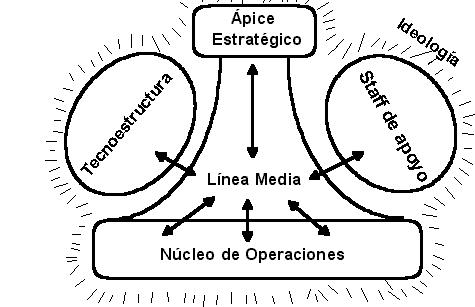 Ápice
Estratégico
Ideología
Tecnoestructura
Staff de apoyo
Línea Media
Núcleo de Operaciones